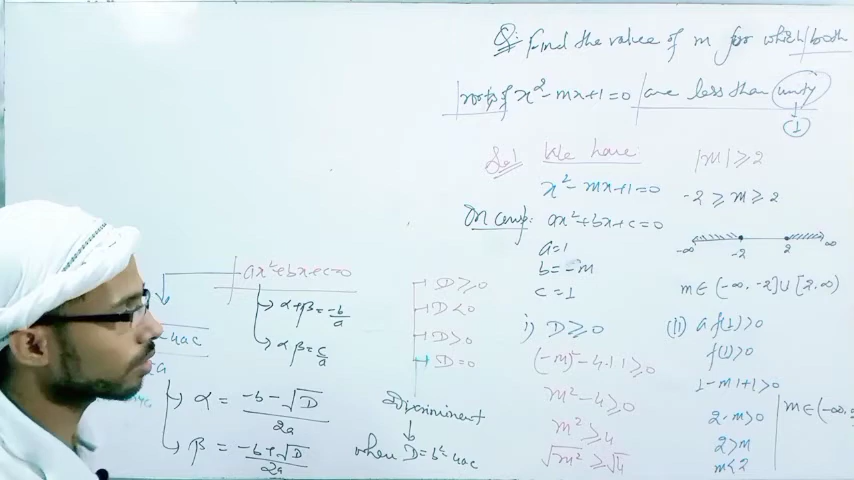 Q: Find the value of m for which both
roots of x² - mx + 1 = 0 are less than unity
1
Sol We have
x² - mx + 1 = 0
On comp: ax² + bx + c = 0
a = 1
b = -m
c = 1
i) D ≥ 0
(-m)² - 4·1·1 ≥ 0
m² - 4 ≥ 0
m² ≥ 4
√m² ≥ √4
|m| ≥ 2
-2 ≥ m ≥ 2
-∞ -2 2 ∞
m ∈ (-∞, -2] ∪ [2, ∞)
(ii) a f(1) > 0
f(1) > 0
1 - m1 + 1 > 0
2 - m > 0
2 > m
m < 2
m ∈ (-∞,
ax² + bx + c = 0
α + β = -b/a
αβ = c/a
-4ac
α = (-b - √D)/2a
β = (-b + √D)/2a
D ≥ 0
D < 0
D > 0
D = 0
Discriminent
when D = b² - 4ac